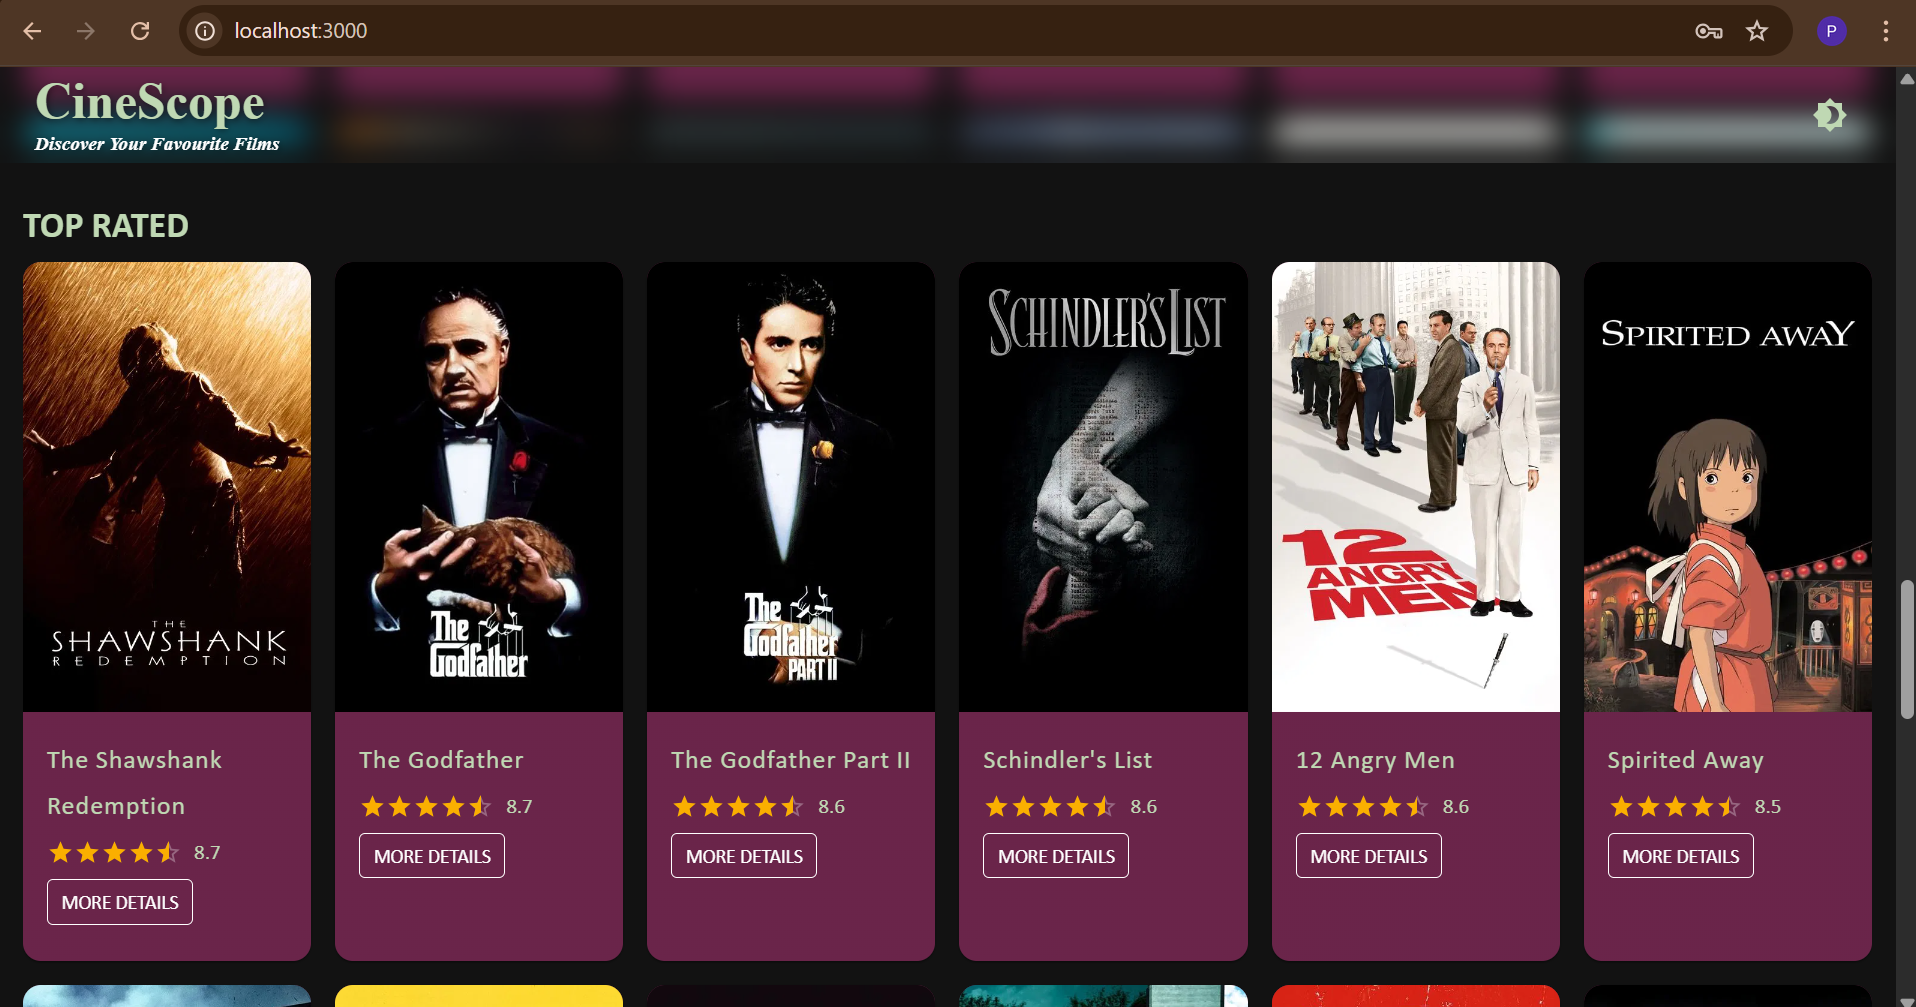 localhost:3000
P
CineScope
Discover Your Favourite Films
TOP RATED
THE
SHAWSHANK
REDEMPTION
The
Godfather
The
Godfather
PART II
SCHINDLER'S LIST
12
ANGRY
MEN
SPIRITED AWAY
The Shawshank
Redemption
8.7
MORE DETAILS
The Godfather
8.7
MORE DETAILS
The Godfather Part II
8.6
MORE DETAILS
Schindler's List
8.6
MORE DETAILS
12 Angry Men
8.6
MORE DETAILS
Spirited Away
8.5
MORE DETAILS